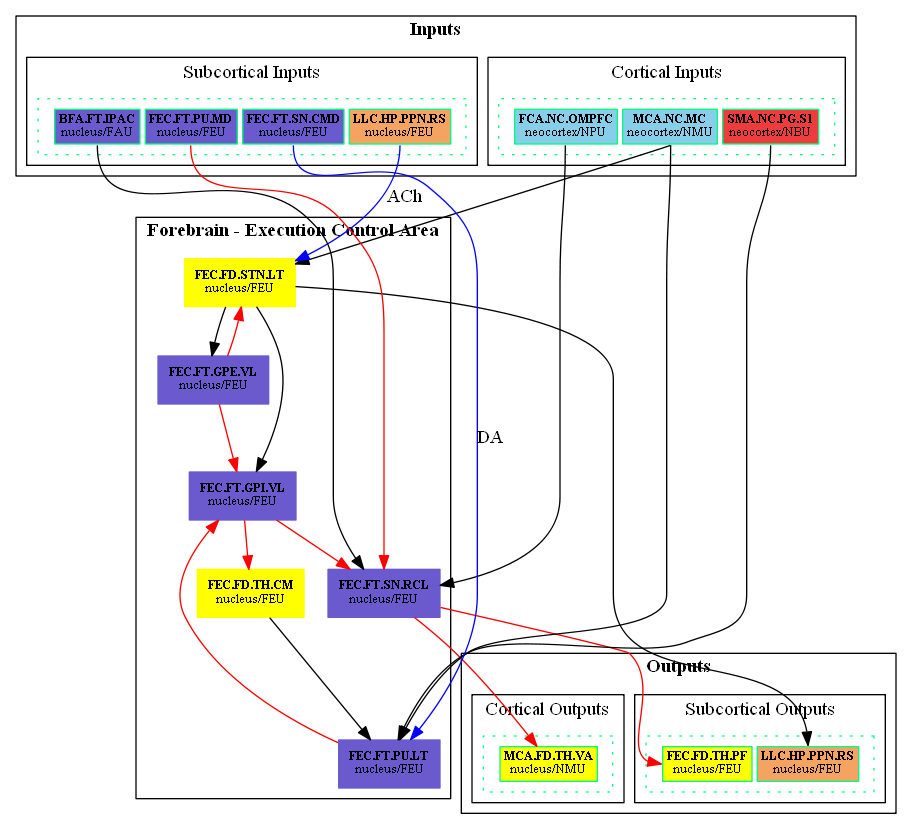 Inputs
Subcortical Inputs
Cortical Inputs
BFA.FT.IPAC
nucleus/FAU
FEC.FT.PU.MD
nucleus/FEU
FEC.FT.SN.CMD
nucleus/FEU
LLC.HP.PPN.RS
nucleus/FEU
FCA.NC.OMPFC
neocortex/NPU
MCA.NC.MC
neocortex/NMU
SMA.NC.PG.S1
neocortex/NBU
ACh
Forebrain - Execution Control Area
FEC.FD.STN.LT
nucleus/FEU
FEC.FT.GPE.VL
nucleus/FEU
DA
FEC.FT.GPI.VL
nucleus/FEU
FEC.FD.TH.CM
nucleus/FEU
FEC.FT.SN.RCL
nucleus/FEU
Outputs
Cortical Outputs
Subcortical Outputs
FEC.FT.PU.LT
nucleus/FEU
MCA.FD.TH.VA
nucleus/NMU
FEC.FD.TH.PF
nucleus/FEU
LLC.HP.PPN.RS
nucleus/FEU